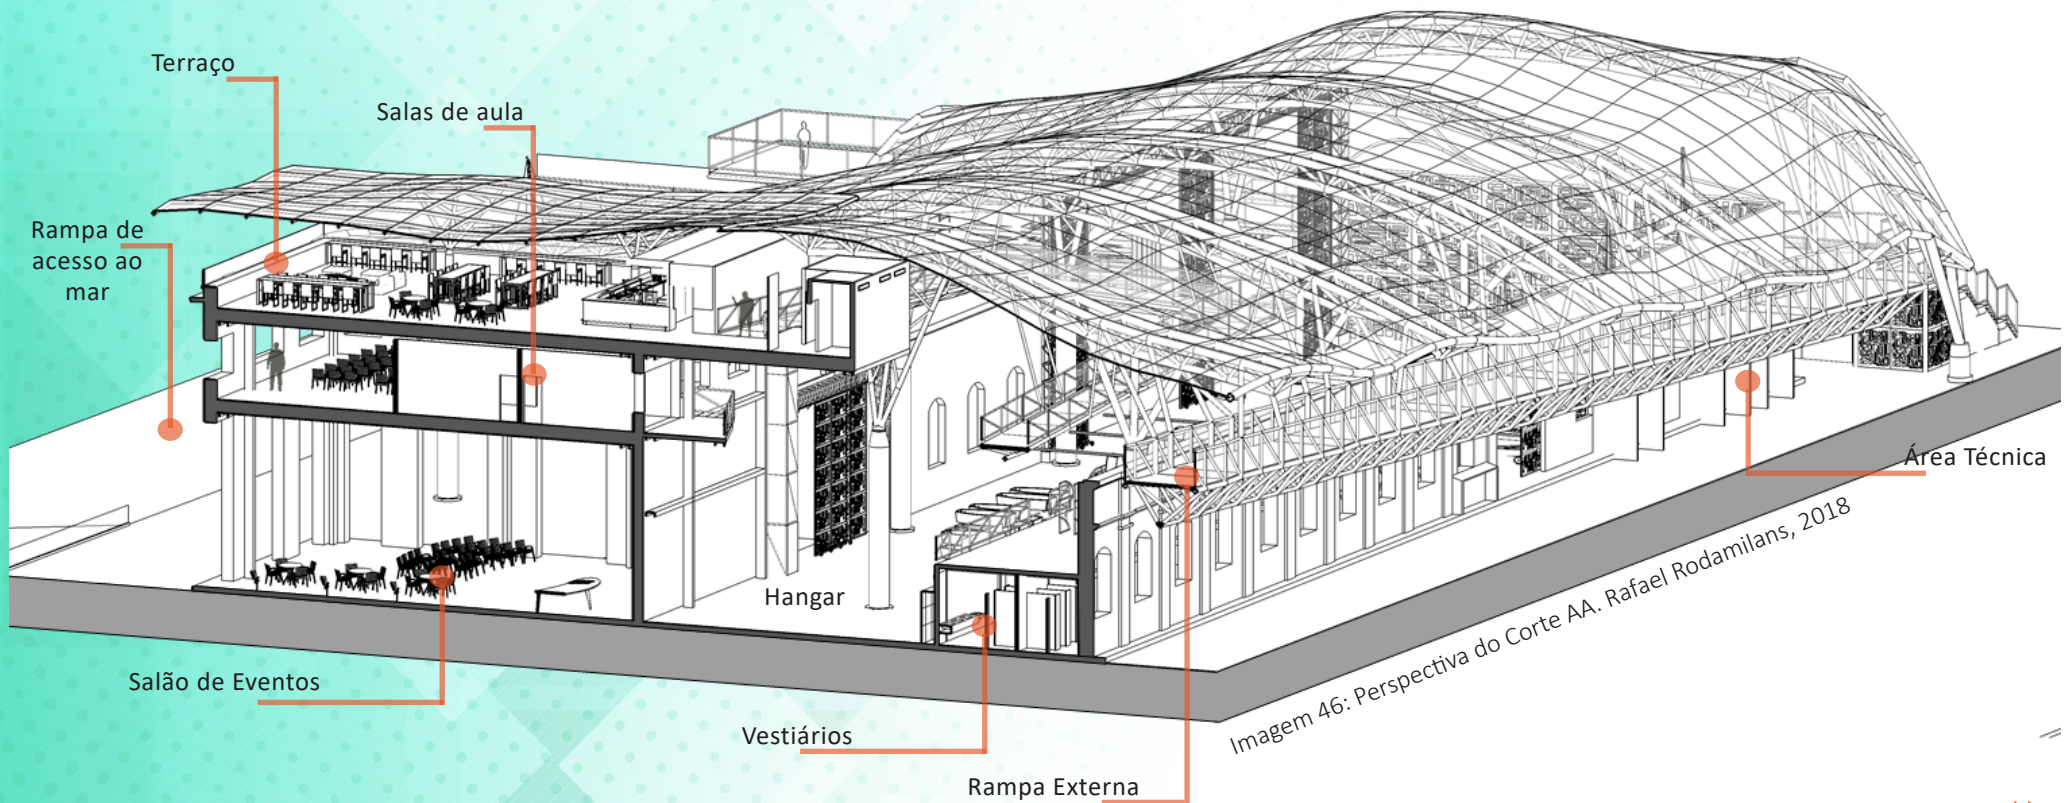 Terraço
Salas de aula
Rampa de
acesso ao
mar
Área Técnica
Hangar
Salão de Eventos
Vestiários
Rampa Externa
Imagem 46: Perspectiva do Corte AA. Rafael Rodamilans, 2018